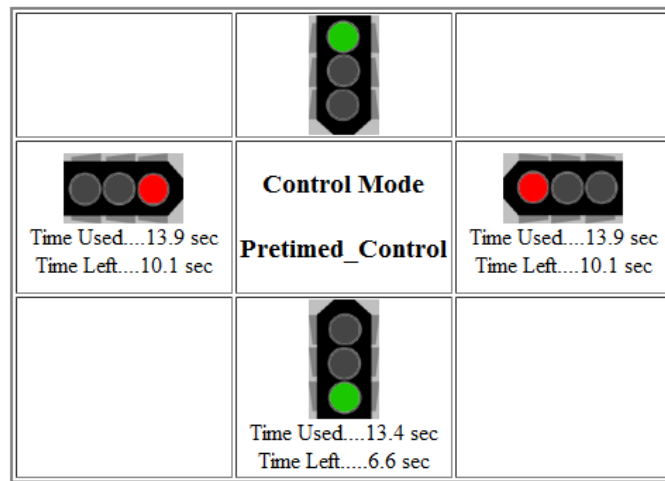 Control Mode
Pretimed_Control
Time Used....13.9 sec
Time Left....10.1 sec
Time Used....13.9 sec
Time Left....10.1 sec
Time Used....13.4 sec
Time Left.....6.6 sec